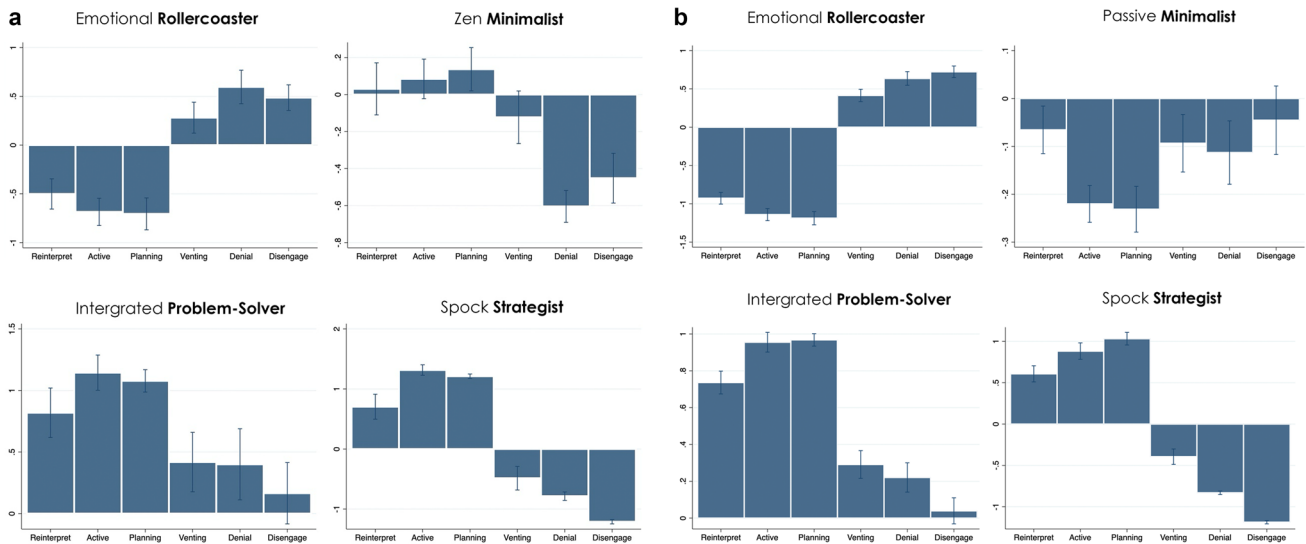 a
Emotional Rollercoaster
1
.5
0
-.5
-1
Reinterpret Active Planning Venting Denial Disengage
Zen Minimalist
.2
0
-.2
-.4
-.6
-.8
Reinterpret Active Planning Venting Denial Disengage
Intergrated Problem-Solver
1.5
1
.5
0
Reinterpret Active Planning Venting Denial Disengage
Spock Strategist
2
1
0
-1
Reinterpret Active Planning Venting Denial Disengage
b
Emotional Rollercoaster
1
.5
0
-.5
-1
-1.5
Reinterpret Active Planning Venting Denial Disengage
Passive Minimalist
.1
0
-.1
-.2
-.3
Reinterpret Active Planning Venting Denial Disengage
Intergrated Problem-Solver
1
.8
.6
.4
.2
0
Reinterpret Active Planning Venting Denial Disengage
Spock Strategist
1
.5
0
-.5
-1
Reinterpret Active Planning Venting Denial Disengage